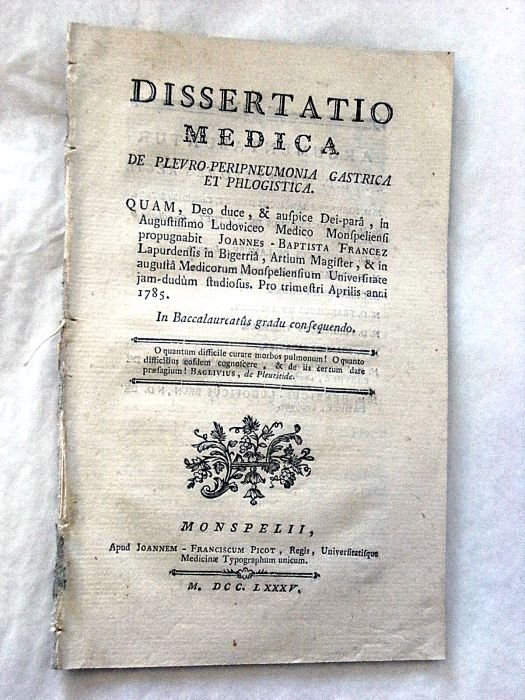 DISSERTATIO
MEDICA
DE PLEVRO-PERIPNEUMONIA GASTRICA
ET PHLOGISTICA.
QUAM, Deo duce, & auſpice Dei-parâ, in
Auguſtiſſimo Ludoviceo Medico Monſpelienſi
propugnabit JOANNES-BAPTISTA FRANCEZ
Lapurdenſis in Bigerriâ, Artium Magiſter, & in
auguſtâ Medicorum Monſpelienſium Univerſitate
jam-dudùm ſtudioſus. Pro trimeſtri Aprilis anni
1785.
In Baccalaureatûs gradu conſequendo.
O quantum difficile curare morbos pulmonum! O quanto
difficilius eoſdem cognoſcere, & de iis certum dare
præſagium! BAGLIVIUS, de Pleuritide.
MONSPELII,
Apud JOANNEM-FRANCISCUM PICOT, Regis, Univerſitatiſque
Medicinæ Typographum unicum.
M. DCC. LXXXV.